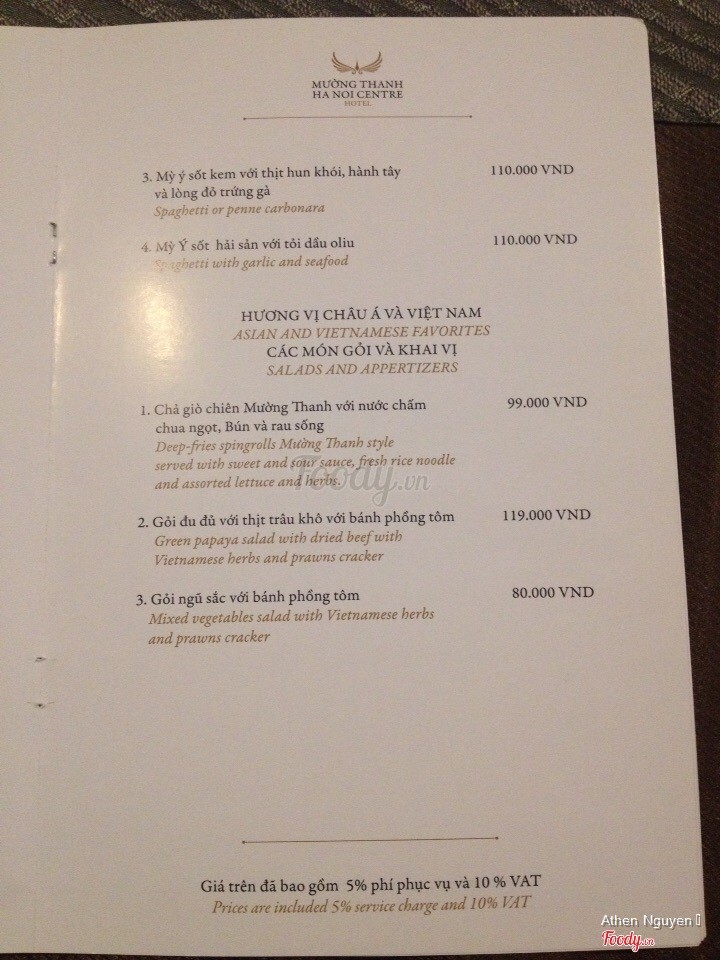 MƯỜNG THANH
HA NOI CENTRE
HOTEL
3. Mỳ ý sốt kem với thịt hun khói, hành tây 110.000 VND
và lòng đỏ trứng gà
Spaghetti or penne carbonara
4. Mỳ Ý sốt hải sản với tỏi dầu oliu 110.000 VND
Spaghetti with garlic and seafood
HƯƠNG VỊ CHÂU Á VÀ VIỆT NAM
ASIAN AND VIETNAMESE FAVORITES
CÁC MÓN GỎI VÀ KHAI VỊ
SALADS AND APPERTIZERS
1. Chả giò chiên Mường Thanh với nước chấm 99.000 VND
chua ngọt, Bún và rau sống
Deep-fries spingrolls Mường Thanh style
served with sweet and sour sauce, fresh rice noodle
and assorted lettuce and herbs.
Foody.vn
2. Gỏi đu đủ với thịt trâu khô với bánh phồng tôm 119.000 VND
Green papaya salad with dried beef with
Vietnamese herbs and prawns cracker
3. Gỏi ngũ sắc với bánh phồng tôm 80.000 VND
Mixed vegetables salad with Vietnamese herbs
and prawns cracker
Giá trên đã bao gồm 5% phí phục vụ và 10 % VAT
Prices are included 5% service charge and 10% VAT
Athen Nguyen
Foody.vn